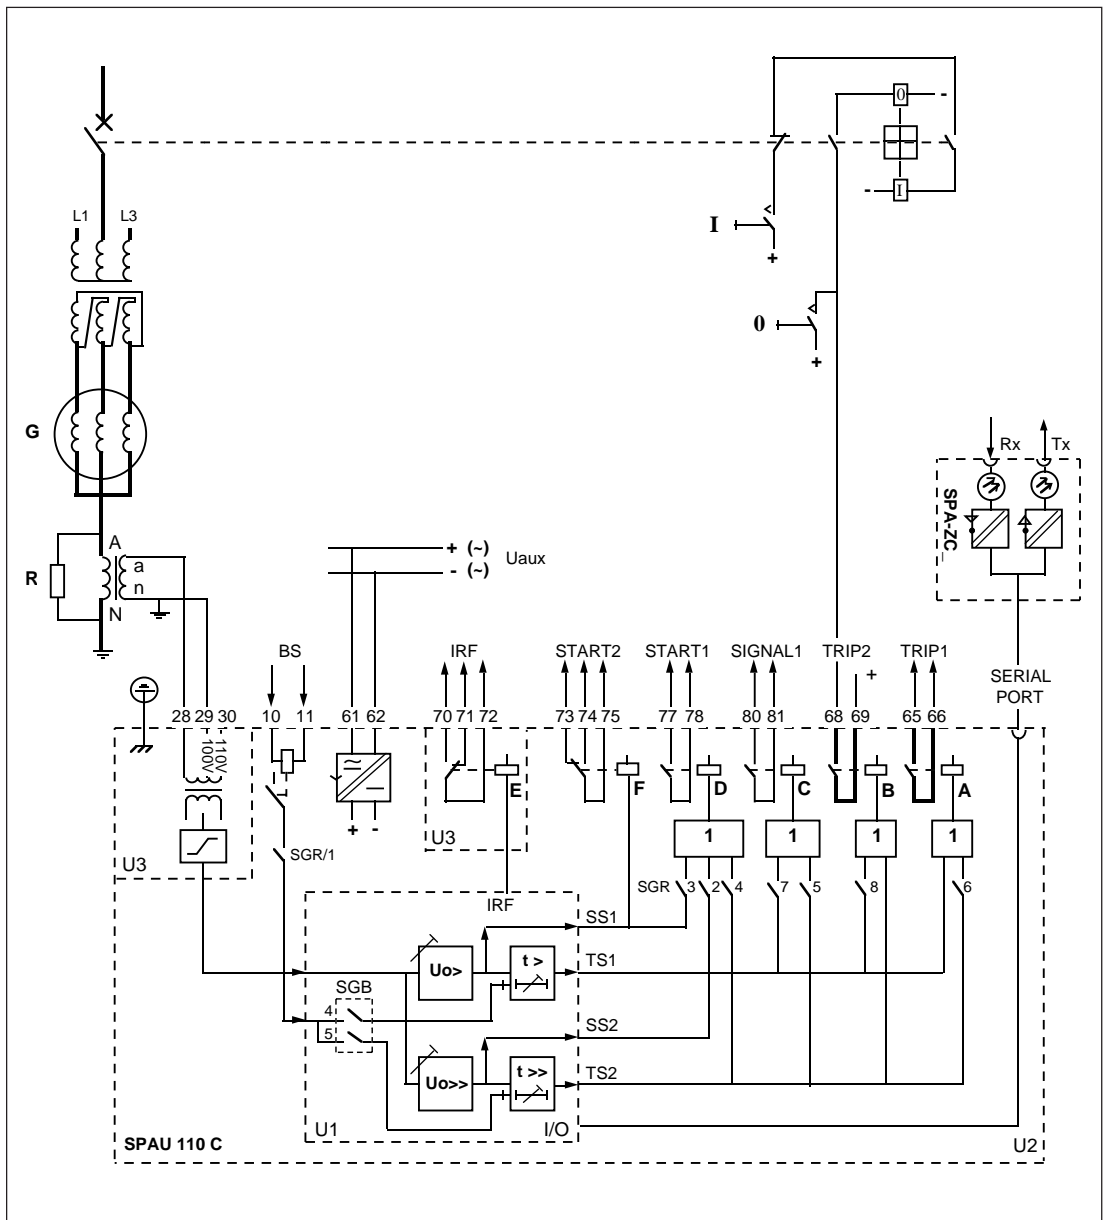 0 -
- I
L1 L3
I
+
0
+
G
Rx Tx
SPA-ZC_
A
a
R
n
N
+ (~)
- (~)
Uaux
BS IRF START2 START1 SIGNAL1 TRIP2 TRIP1
+
SERIAL
PORT
28 29 30 10 11 61 62 70 71 72 73 74 75 77 78 80 81 68 69 65 66
100V 110V
E F D C B A
+ -
U3
U3
1 1 1 1
SGR/1
SGR 3 2 4 7 5 8 6
IRF
SS1
Uo> t > TS1
SGB
4
5
SS2
Uo>> t >> TS2
U1 I/O
SPAU 110 C U2